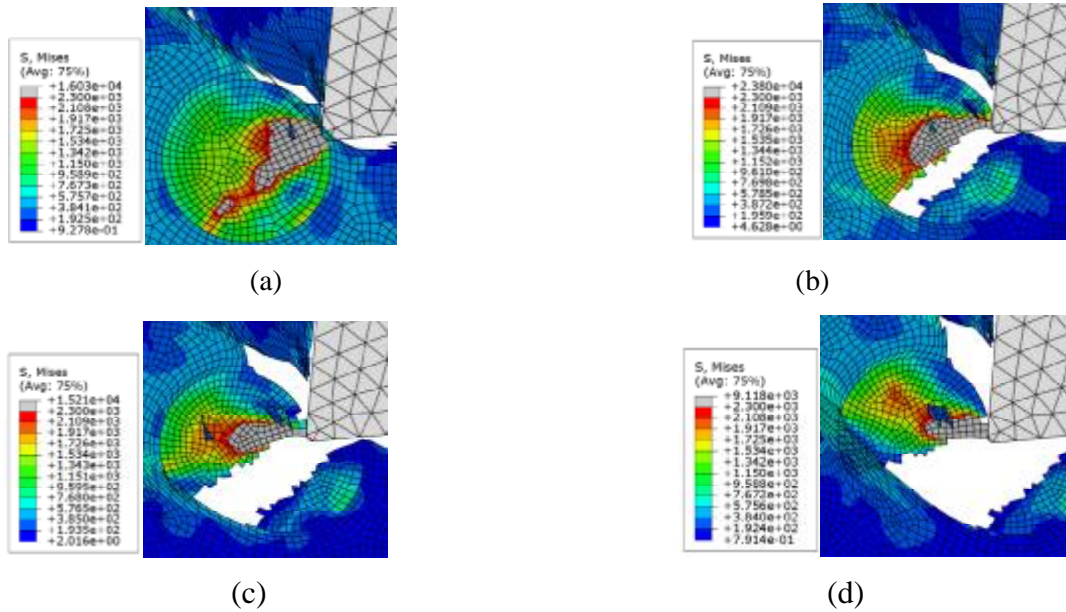 S, Mises
(Avg: 75%)
+1.603e+04
+2.300e+03
+2.108e+03
+1.917e+03
+1.725e+03
+1.534e+03
+1.342e+03
+1.150e+03
+9.589e+02
+7.673e+02
+5.757e+02
+3.841e+02
+1.925e+02
+9.278e-01
(a)
S, Mises
(Avg: 75%)
+2.380e+04
+2.300e+03
+2.109e+03
+1.917e+03
+1.726e+03
+1.535e+03
+1.344e+03
+1.152e+03
+9.610e+02
+7.698e+02
+5.785e+02
+3.872e+02
+1.959e+02
+4.628e+00
(b)
S, Mises
(Avg: 75%)
+1.521e+04
+2.300e+03
+2.109e+03
+1.917e+03
+1.726e+03
+1.534e+03
+1.343e+03
+1.151e+03
+9.595e+02
+7.680e+02
+5.765e+02
+3.850e+02
+1.935e+02
+2.016e+00
(c)
S, Mises
(Avg: 75%)
+9.118e+03
+2.300e+03
+2.108e+03
+1.917e+03
+1.725e+03
+1.534e+03
+1.342e+03
+1.150e+03
+9.588e+02
+7.672e+02
+5.756e+02
+3.840e+02
+1.924e+02
+7.914e-01
(d)